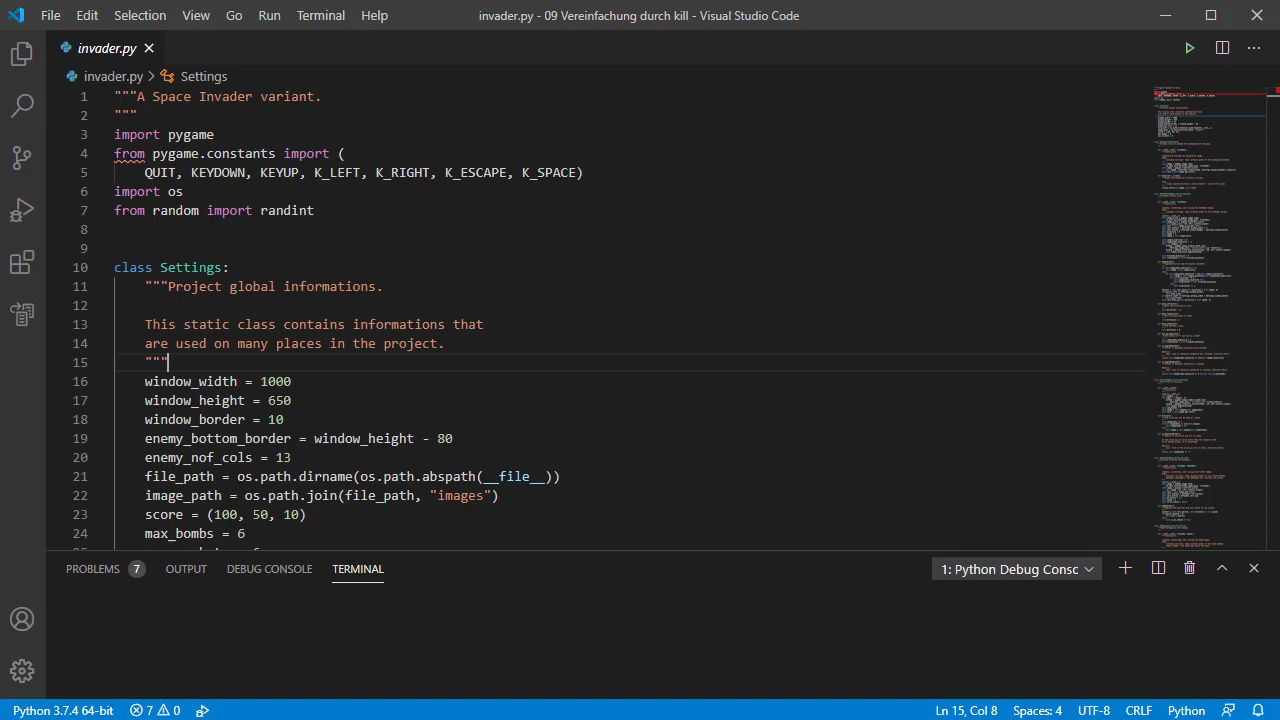 File Edit Selection View Go Run Terminal Help invader.py - 09 Vereinfachung durch kill - Visual Studio Code
invader.py
invader.py > Settings
1 """A Space Invader variant.
2 """
3 import pygame
4 from pygame.constants import (
5 QUIT, KEYDOWN, KEYUP, K_LEFT, K_RIGHT, K_ESCAPE, K_SPACE)
6 import os
7 from random import randint
8
9
10 class Settings:
11 """Project global informations.
12
13 This static class contains informations that
14 are used on many places in the project.
15 """
16 window_width = 1000
17 window_height = 650
18 window_border = 10
19 enemy_bottom_border = window_height - 80
20 enemy_nof_cols = 13
21 file_path = os.path.dirname(os.path.abspath(__file__))
22 image_path = os.path.join(file_path, "images")
23 score = (100, 50, 10)
24 max_bombs = 6
PROBLEMS 7 OUTPUT DEBUG CONSOLE TERMINAL 1: Python Debug Consc
Python 3.7.4 64-bit 7 0 Ln 15, Col 8 Spaces: 4 UTF-8 CRLF Python